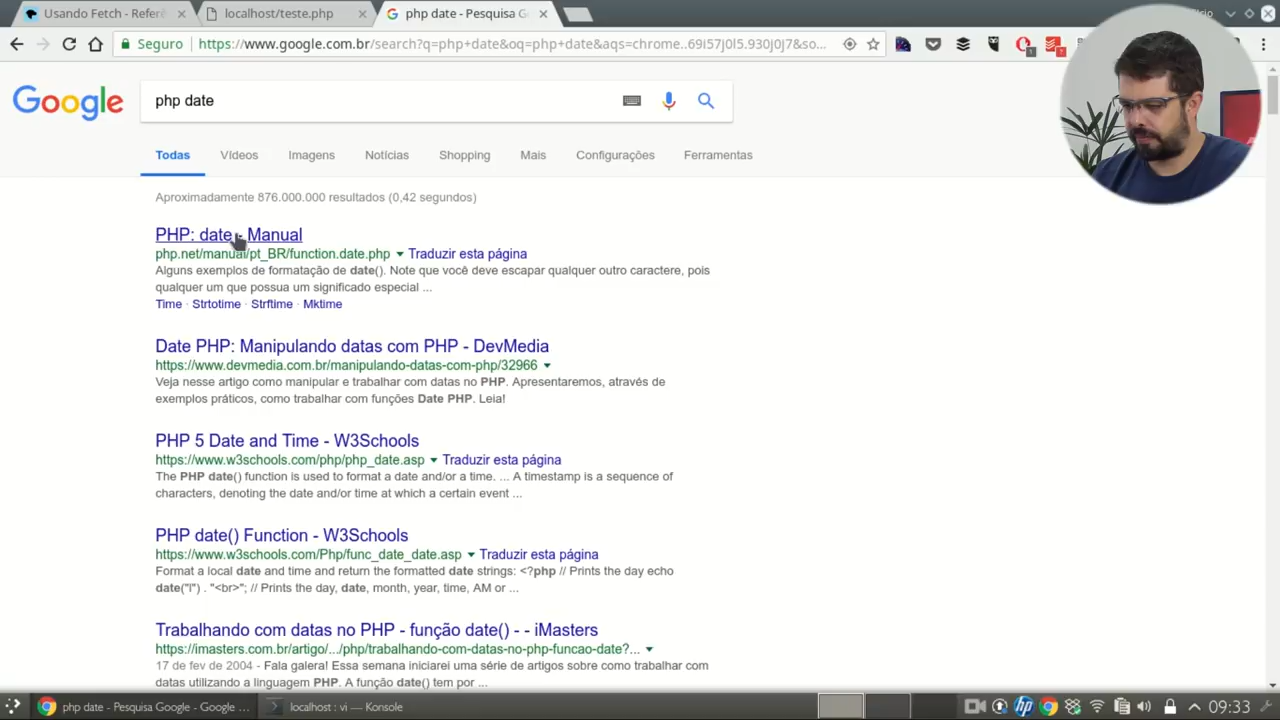 Usando Fetch - Referê
localhost/teste.php
php date - Pesquisa G
Seguro
https://www.google.com.br/search?q=php+date&oq=php+date&aqs=chrome..69i57j0l5.930j0j7&so...
Google
php date
Todas
Vídeos
Imagens
Notícias
Shopping
Mais
Configurações
Ferramentas
Aproximadamente 876.000.000 resultados (0,42 segundos)
PHP: date - Manual
php.net/manual/pt_BR/function.date.php Traduzir esta página
Alguns exemplos de formatação de date(). Note que você deve escapar qualquer outro caractere, pois
qualquer um que possua um significado especial ...
Time · Strtotime · Strftime · Mktime
Date PHP: Manipulando datas com PHP - DevMedia
https://www.devmedia.com.br/manipulando-datas-com-php/32966
Veja nesse artigo como manipular e trabalhar com datas no PHP. Apresentaremos, através de
exemplos práticos, como trabalhar com funções Date PHP. Leia!
PHP 5 Date and Time - W3Schools
https://www.w3schools.com/php/php_date.asp Traduzir esta página
The PHP date() function is used to format a date and/or a time. ... A timestamp is a sequence of
characters, denoting the date and/or time at which a certain event ...
PHP date() Function - W3Schools
https://www.w3schools.com/Php/func_date_date.asp Traduzir esta página
Format a local date and time and return the formatted date strings: <?php // Prints the day echo
date("l") . "<br>"; // Prints the day, date, month, year, time, AM or ...
Trabalhando com datas no PHP - função date() - - iMasters
https://imasters.com.br/artigo/.../php/trabalhando-com-datas-no-php-funcao-date?...
17 de fev de 2004 - Fala galera! Essa semana iniciarei uma série de artigos sobre como trabalhar com
datas utilizando a linguagem PHP. A função date() tem por ...
php date - Pesquisa Google - Google ...
localhost : vi — Konsole
09:33